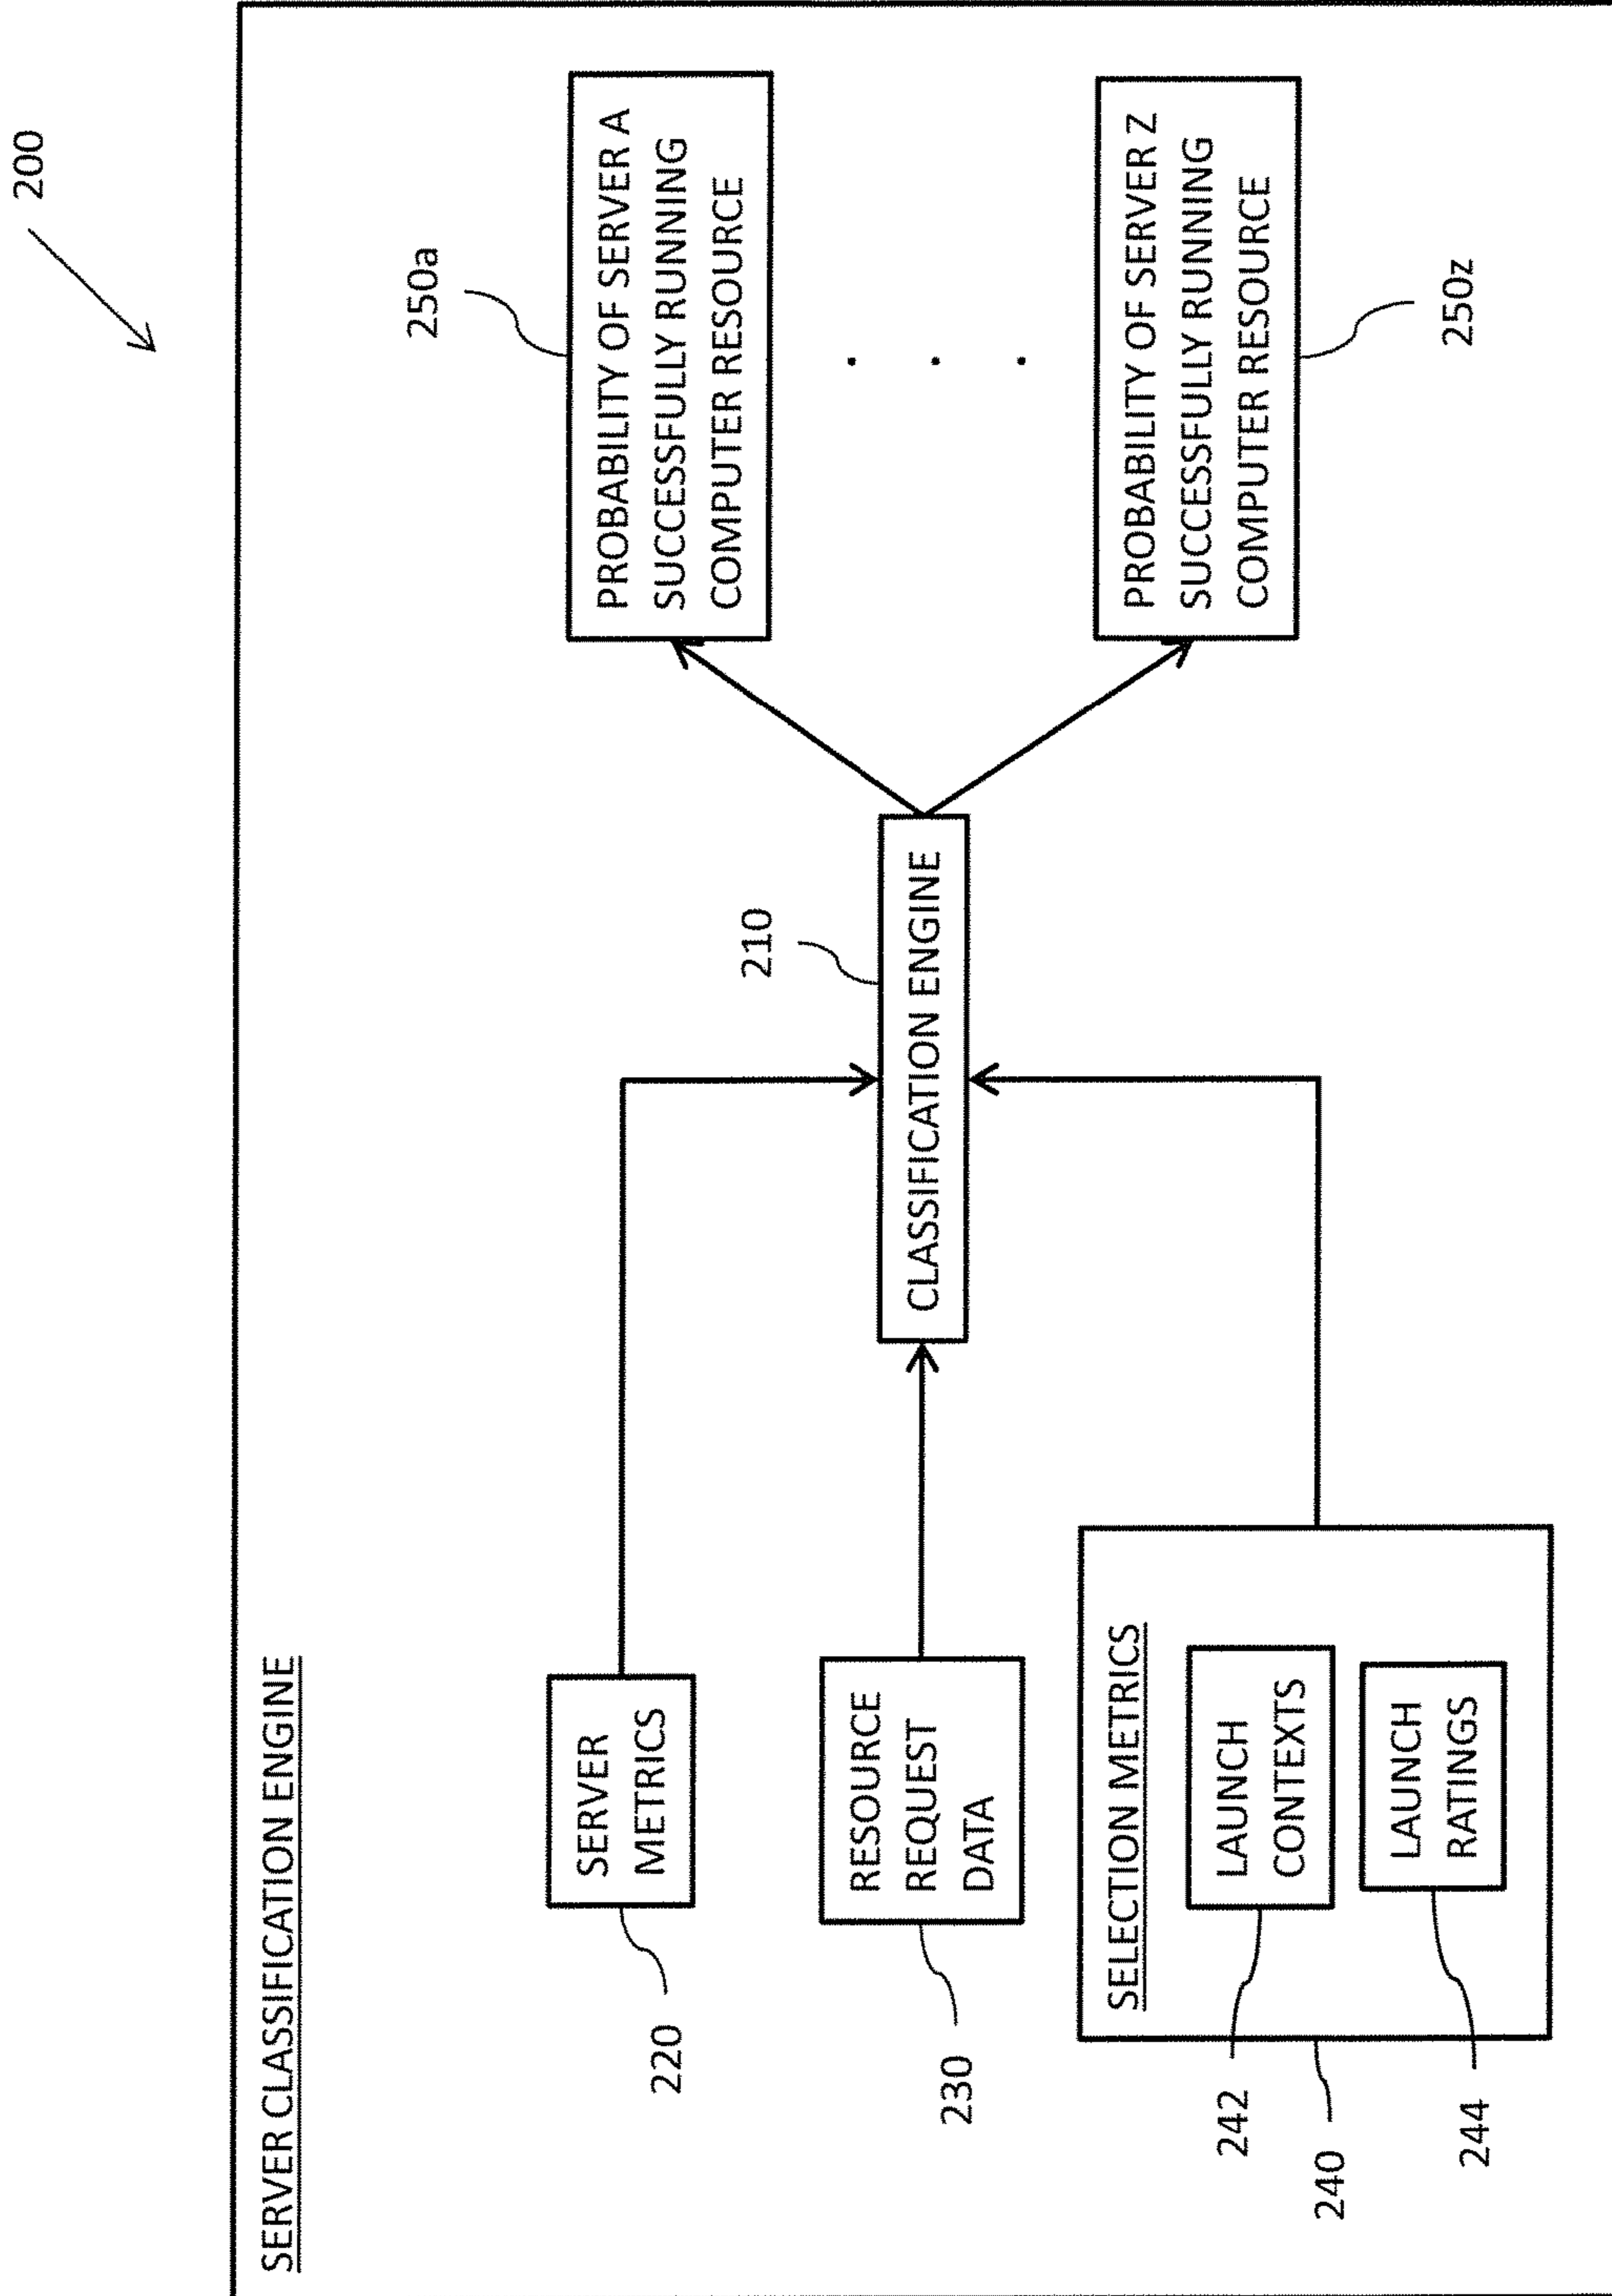 200
SERVER CLASSIFICATION ENGINE
220
SERVER
METRICS
230
RESOURCE
REQUEST
DATA
240
SELECTION METRICS
242
LAUNCH
CONTEXTS
244
LAUNCH
RATINGS
210
CLASSIFICATION ENGINE
250a
PROBABILITY OF SERVER A
SUCCESSFULLY RUNNING
COMPUTER RESOURCE
. . .
PROBABILITY OF SERVER Z
SUCCESSFULLY RUNNING
COMPUTER RESOURCE
250z